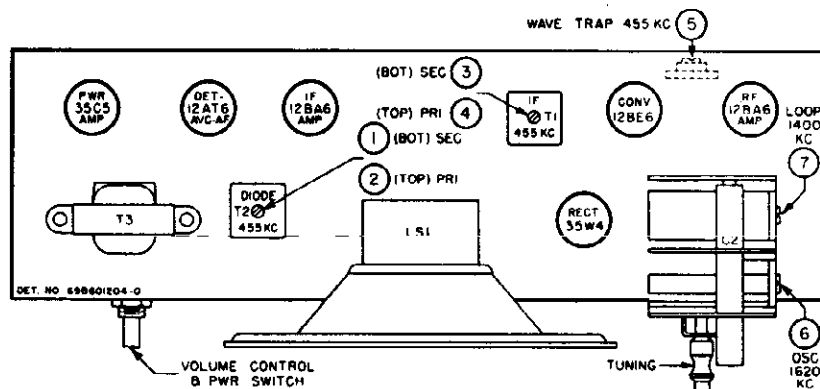 WAVE TRAP 455 KC 5
(BOT) SEC 3
(TOP) PRI 4
PWR
35C5
AMP
DET-
12AT6
AVC-AF
IF
12BA6
AMP
IF
T1
455 KC
CONV
12BE6
RF
12BA6
AMP
LOOP
1400
KC
7
1 (BOT) SEC
2 (TOP) PRI
DIODE
T2
455 KC
T3
LS1
RECT
35W4
C2
DET. NO 69B601204-0
6
OSC
1620
KC
VOLUME CONTROL
& PWR SWITCH
TUNING